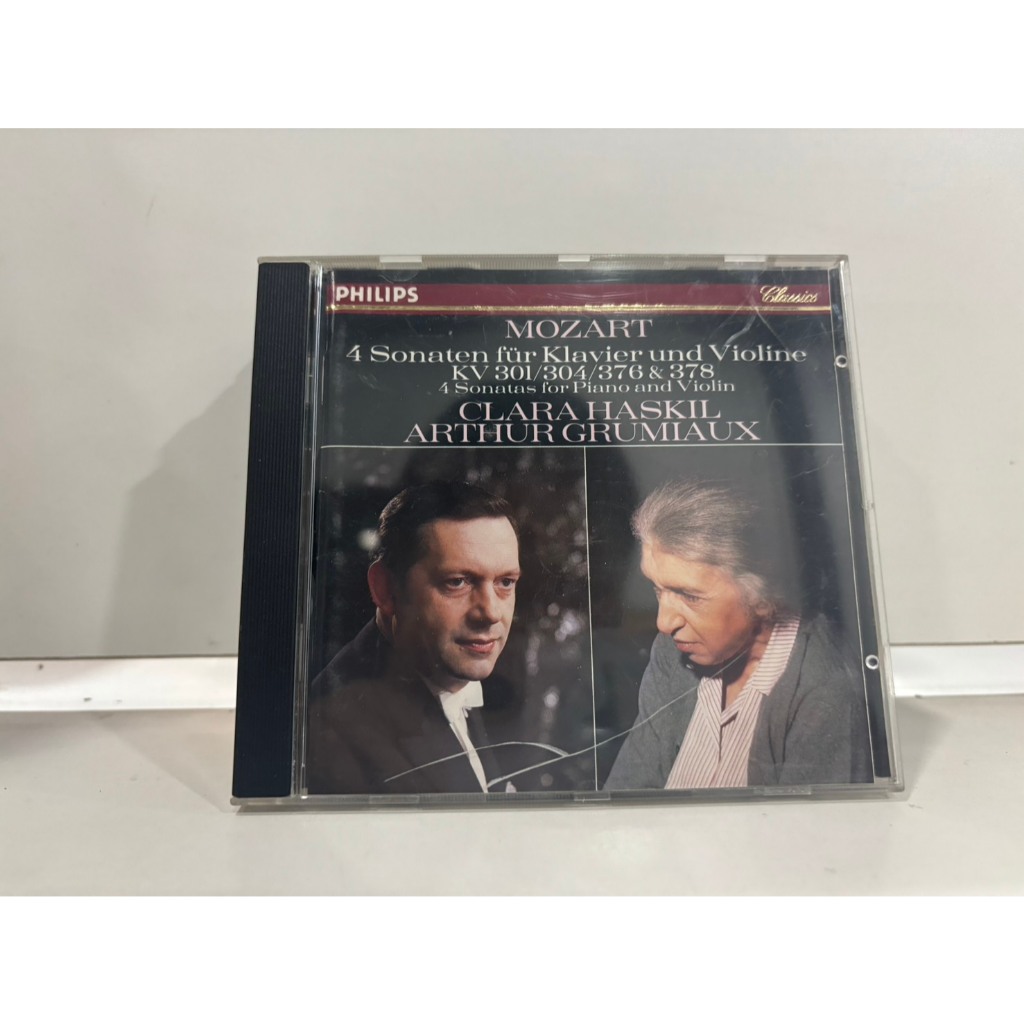 PHILIPS
Classics
MOZART
4 Sonaten für Klavier und Violine
KV 301/304/376 & 378
4 Sonatas for Piano and Violin
CLARA HASKIL
ARTHUR GRUMIAUX